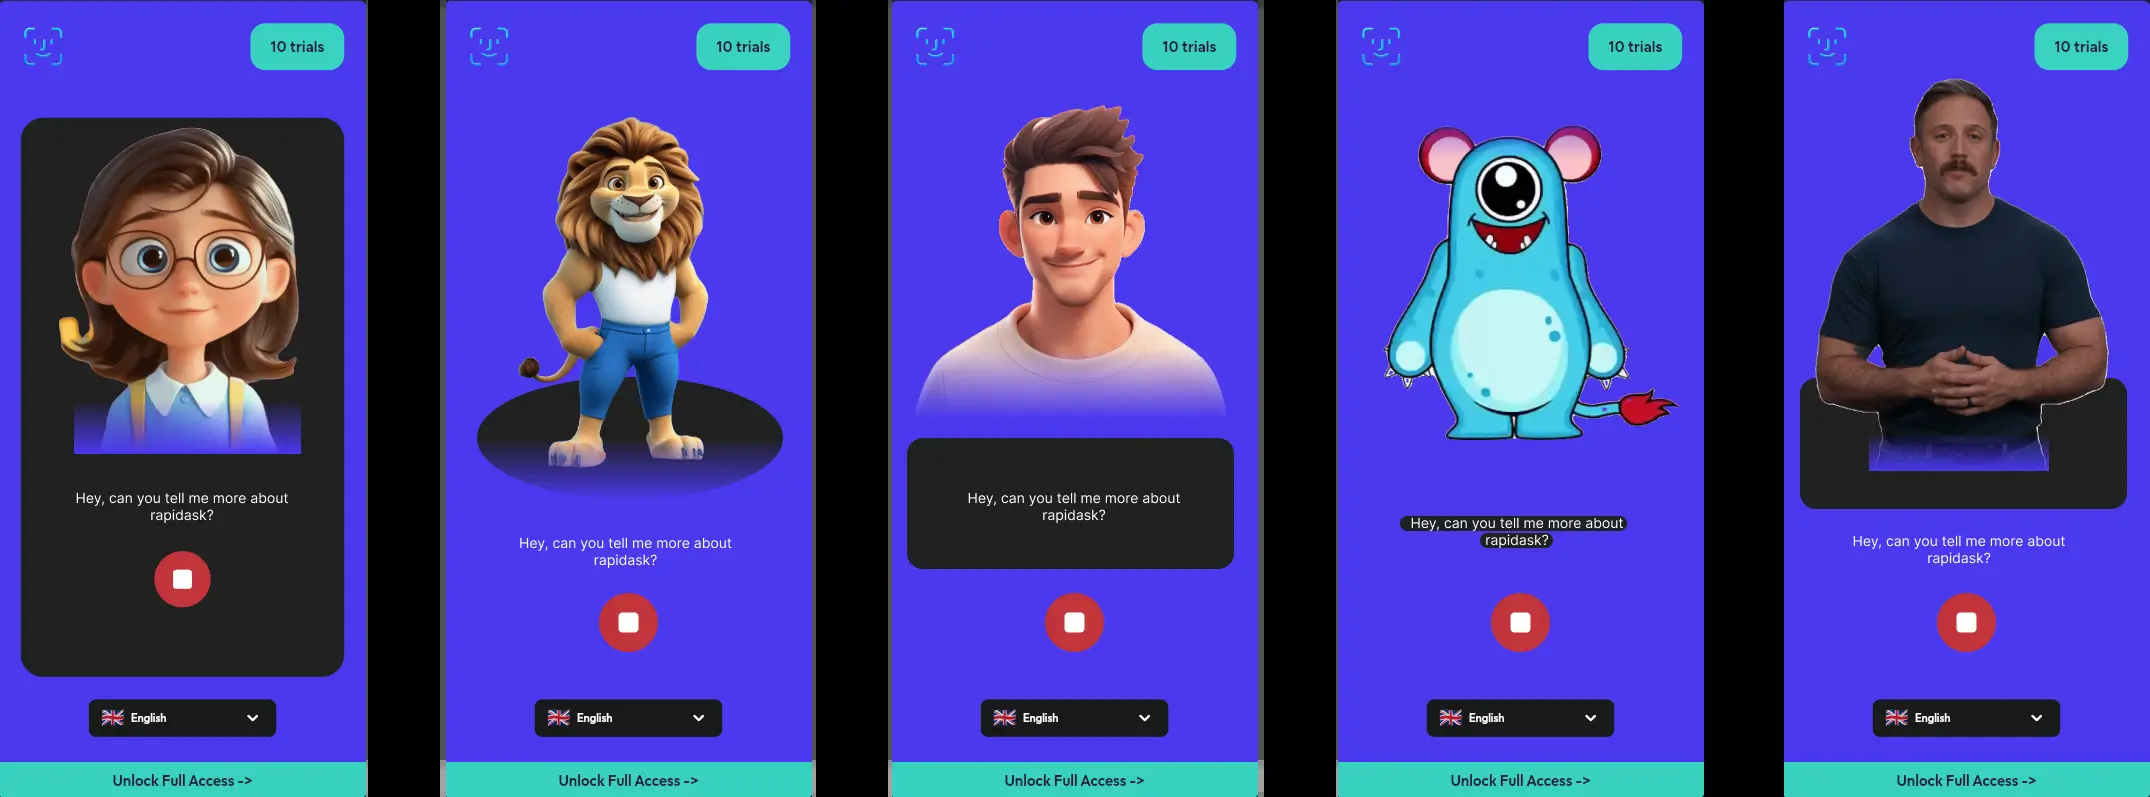 10 trials
Hey, can you tell me more about
rapidask?
English
Unlock Full Access ->
10 trials
Hey, can you tell me more about
rapidask?
English
Unlock Full Access ->
10 trials
Hey, can you tell me more about
rapidask?
English
Unlock Full Access ->
10 trials
Hey, can you tell me more about
rapidask?
English
Unlock Full Access ->
10 trials
Hey, can you tell me more about
rapidask?
English
Unlock Full Access ->